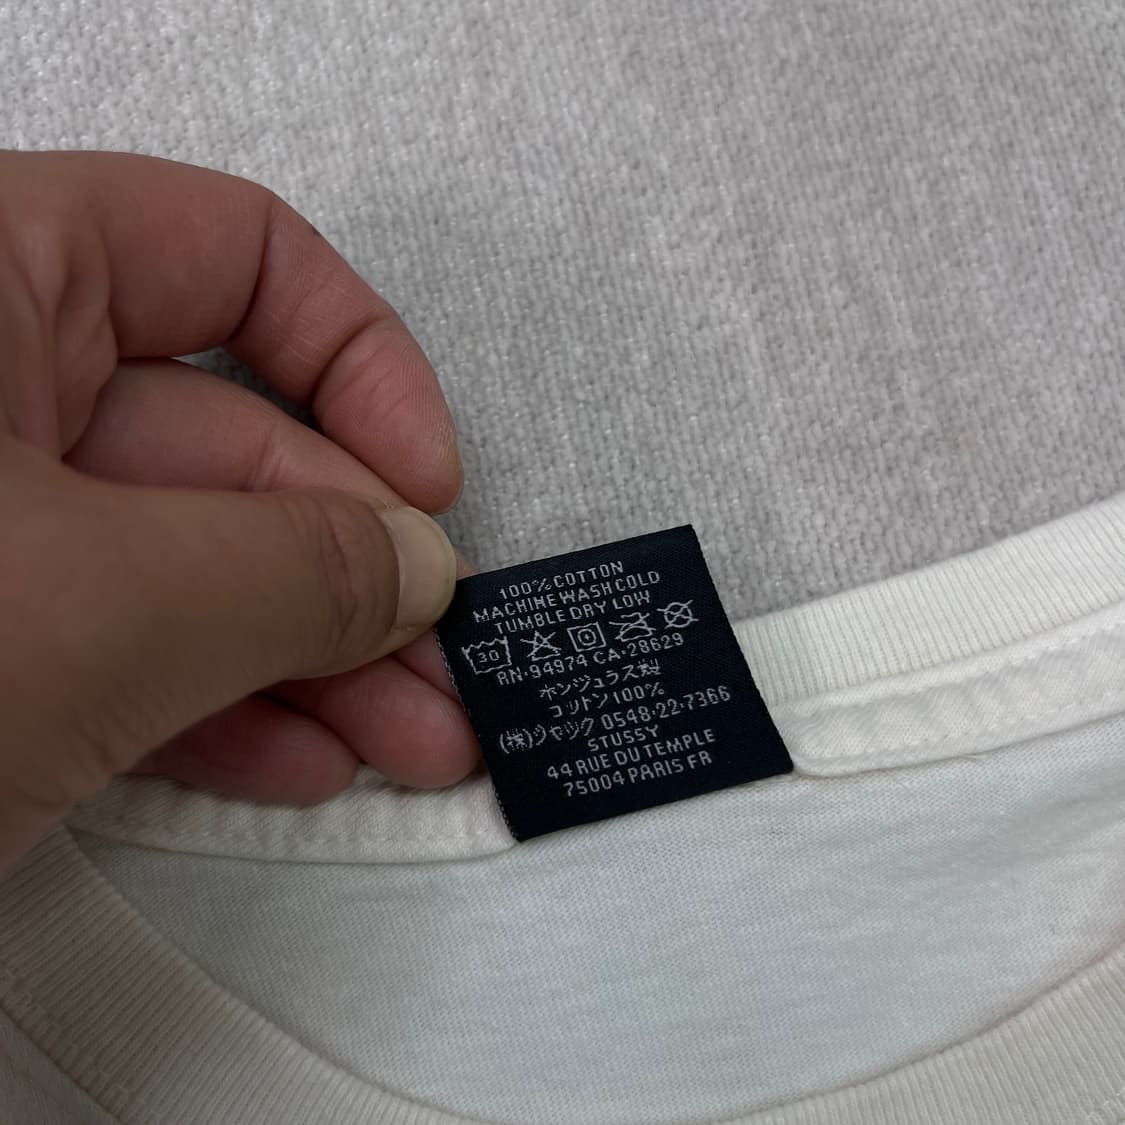 100% COTTON
MACHINE WASH COLD
TUMBLE DRY LOW
30
RN·94974 CA·28629
ホンジュラス製
コットン100%
(株)ジャック 0548·22·7366
STUSSY
44 RUE DU TEMPLE
75004 PARIS FR